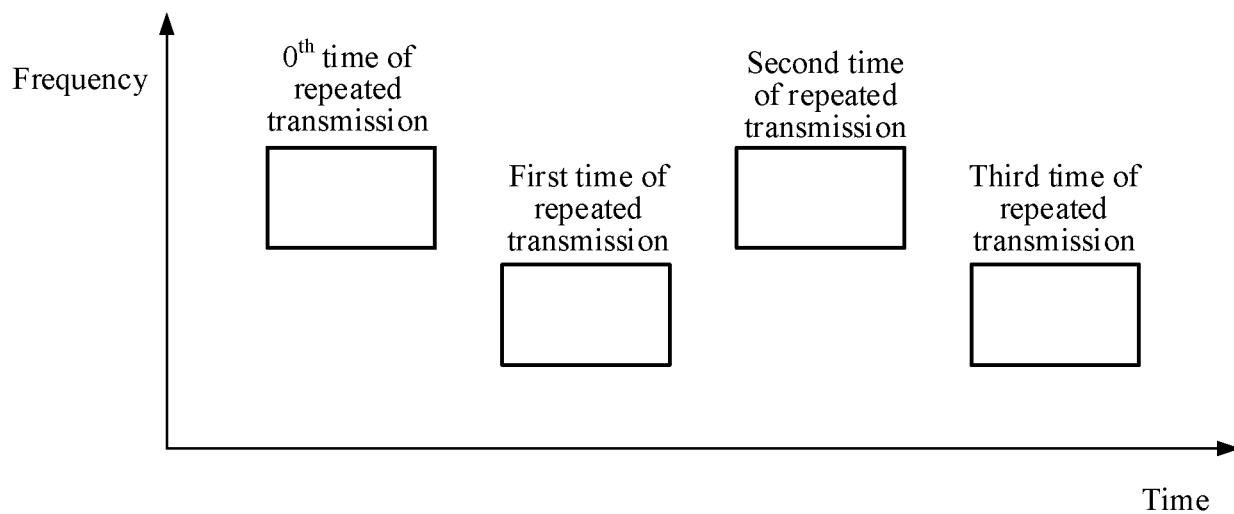 Frequency
0th time of
repeated
transmission
First time of
repeated
transmission
Second time
of repeated
transmission
Third time of
repeated
transmission
Time